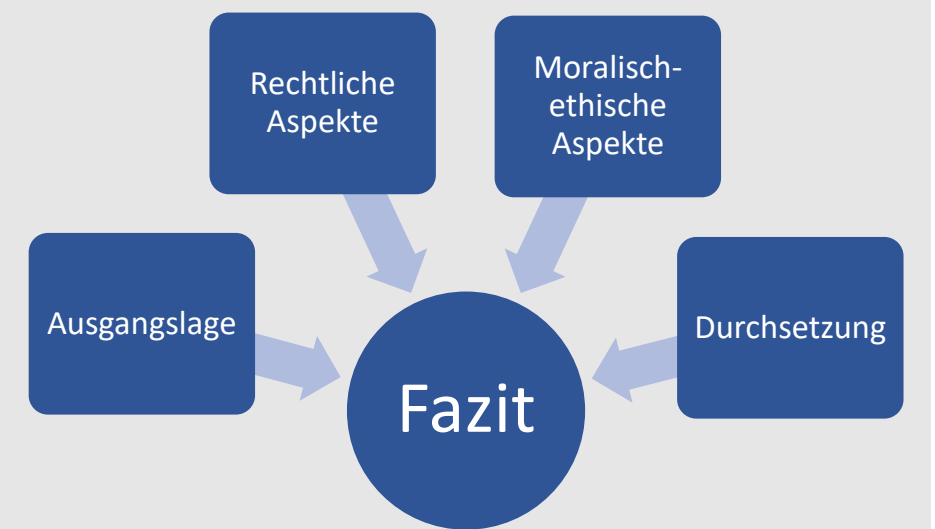 Rechtliche
Aspekte
Moralisch-
ethische
Aspekte
Ausgangslage
Durchsetzung
Fazit